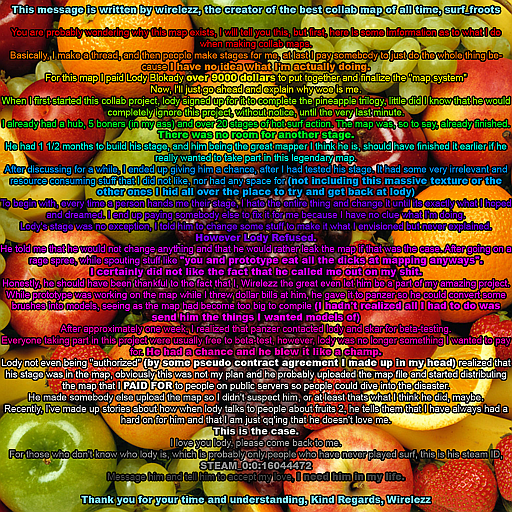 This message is written by wirelezz, the creator of the best collab map of all time, surf_froots
You are probably wondering why this map exists, I will tell you this, but first, here is some information as to what I do
when making collab maps.
Basically, I make a thread, and then people make stages for me, at last I pay somebody to just do the whole thing be-
cause I have no idea what I'm actually doing.
For this map I paid Lody Blokady over 9000 dollars to put together and finalize the "map system"
Now, I'll just go ahead and explain why woe is me.
When I first started this collab project, lody signed up for it to complete the pineapple trilogy, little did I know that he would
completely ignore this project, without notice, until the very last minute.
I already had a hub, 5 boners (in my ass) and over 20 stages of hot surf action. The map was, so to say, already finished.
There was no room for another stage.
He had 1 1/2 months to build his stage, and him being the great mapper I think he is, should have finished it earlier if he
really wanted to take part in this legendary map.
After discussing for a while, I ended up giving him a chance, after I had tested his stage. It had some very irrelevant and
resource consuming stuff that I did not like, nor had any space for(not including this massive texture or the
other ones I hid all over the place to try and get back at lody)
To begin with, every time a person hands me their stage, I hate the entire thing and change it until its exactly what I hoped
and dreamed. I end up paying somebody else to fix it for me because I have no clue what I'm doing.
Lody's stage was no exception, I told him to change some stuff to make it what I envisioned but never explained.
However Lody Refused.
He told me that he would not change anything and that he would rather leak the map if that was the case. After going on a
rage spree, while spouting stuff like "you and prototype eat all the dicks at mapping anyways".
I certainly did not like the fact that he called me out on my shit.
Honestly, he should have been thankful to the fact that I, Wirelezz the great even let him be a part of my amazing project.
While prototype was working on the map while I threw dollar bills at him, he gave it to panzer so he could convert some
brushes into models, seeing as the map had become too big to compile (I hadn't realized all I had to do was
send him the things, I wanted models of)
After approximately one week, I realized that panzer contacted lody and skar for beta-testing.
Everyone taking part in this project were usually free to beta test, however, lody was no longer something I wanted to pay
for. He had a chance and he blew it like a champ.
Lody not even being "authorized" (by some pseudo contract agreement I made up in my head) realized that
his stage was in the map, obviously this was not my plan and he probably uploaded the map file and started distributing
the map that I PAID FOR to people on public servers so people could dive into the disaster.
He made somebody else upload the map so I didn't suspect him, or at least thats what I think he did, maybe.
Recently, I've made up stories about how when lody talks to people about fruits 2, he tells them that I have always had a
hard on for him and that I am just qq'ing that he doesn't love me.
This is the case.
I love you lody, please come back to me.
For those who don't know who lody is, which is probably only people who have never played surf, this is his steam ID,
STEAM_0:0:16044472
Message him and tell him to accept my love, I need him in my life.
Thank you for your time and understanding, Kind Regards, Wirelezz